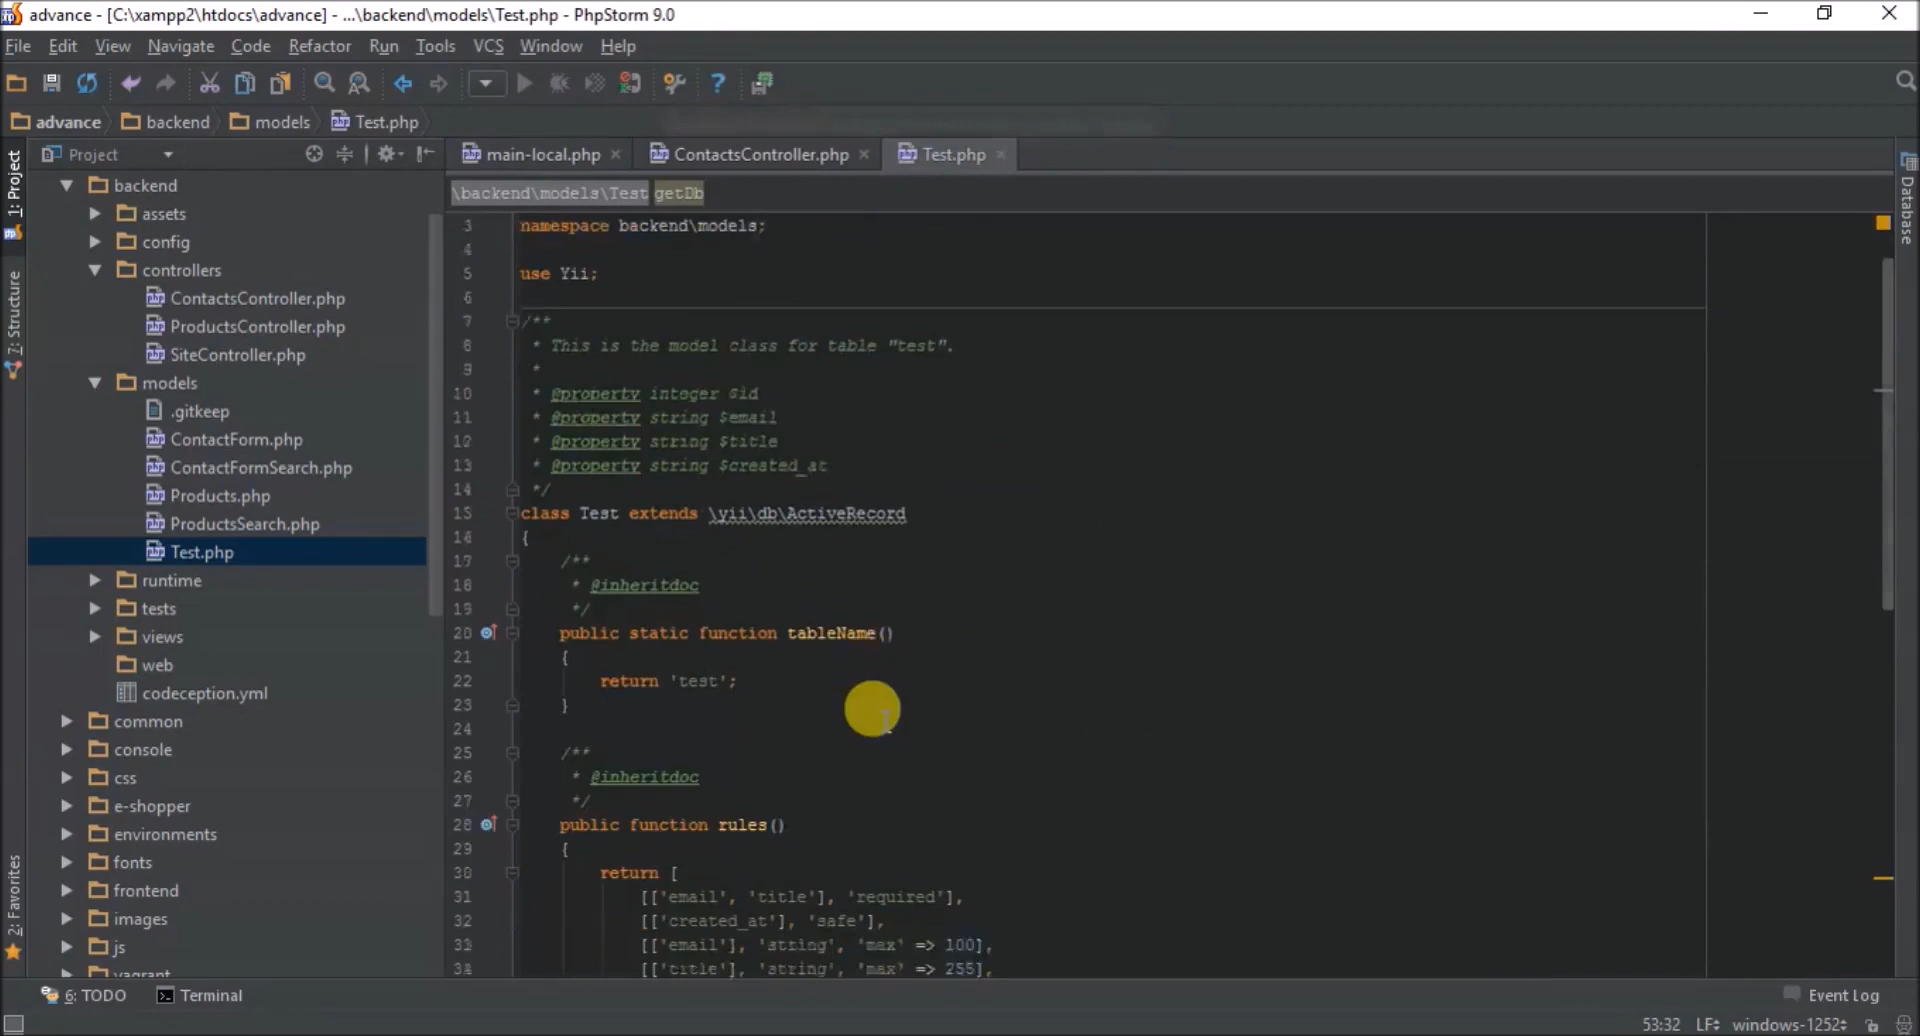 advance - [C:\xampp2\htdocs\advance] - ...\backend\models\Test.php - PhpStorm 9.0
File Edit View Navigate Code Refactor Run Tools VCS Window Help
advance backend models Test.php
Project
main-local.php ContactsController.php Test.php
\backend\models\Test getDb
1: Project
7: Structure
2: Favorites
Database
backend
assets
config
controllers
ContactsController.php
ProductsController.php
SiteController.php
models
.gitkeep
ContactForm.php
ContactFormSearch.php
Products.php
ProductsSearch.php
Test.php
runtime
tests
views
web
codeception.yml
common
console
css
e-shopper
environments
fonts
frontend
images
js
vagrant
3 namespace backend\models;
4
5 use Yii;
6
7 /**
8 * This is the model class for table "test".
9 *
10 * @property integer $id
11 * @property string $email
12 * @property string $title
13 * @property string $created_at
14 */
15 class Test extends \yii\db\ActiveRecord
16 {
17 /**
18 * @inheritdoc
19 */
20 public static function tableName()
21 {
22 return 'test';
23 }
24
25 /**
26 * @inheritdoc
27 */
28 public function rules()
29 {
30 return [
31 [['email', 'title'], 'required'],
32 [['created_at'], 'safe'],
33 [['email'], 'string', 'max' => 100],
34 [['title'], 'string', 'max' => 255],
6: TODO Terminal Event Log
53:32 LF windows-1252